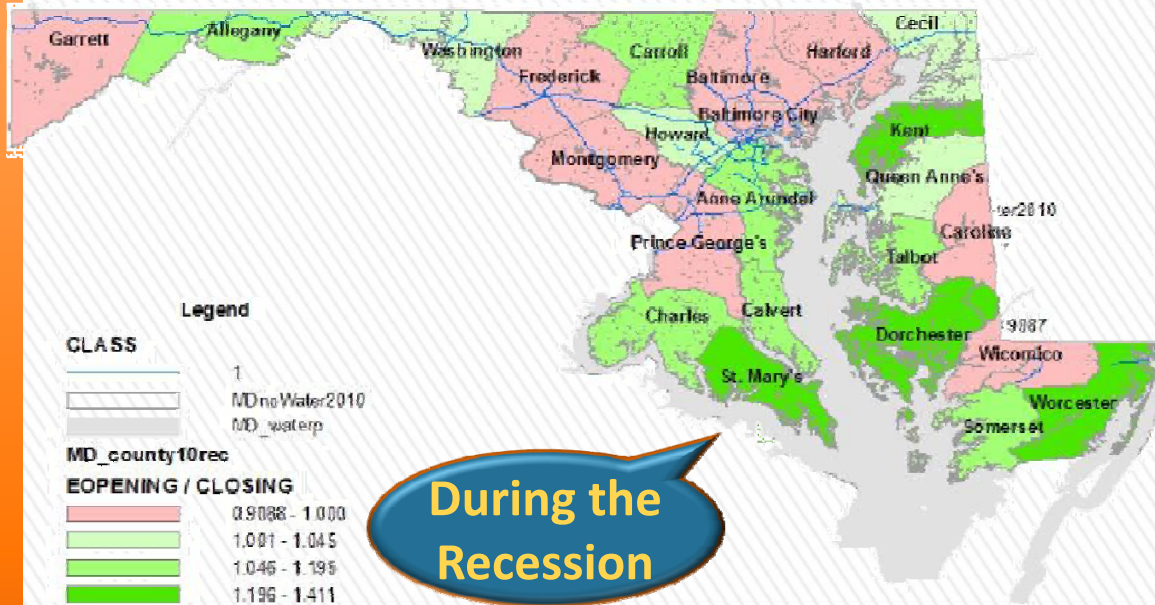 Garrett
Allegany
Washington
Frederick
Carroll
Baltimore
Harford
Cecil
Baltimore City
Howard
Montgomery
Kent
Queen Anne's
Anne Arundel
Caroline
Prince George's
Talbot
Charles
Calvert
Dorchester
St. Mary's
Wicomico
Worcester
Somerset
Legend
CLASS
1
MDnoWater2010
MD_waterp
MD_county10rec
EOPENING / CLOSING
0.9088 - 1.000
1.001 - 1.045
1.046 - 1.195
1.196 - 1.411
During the
Recession